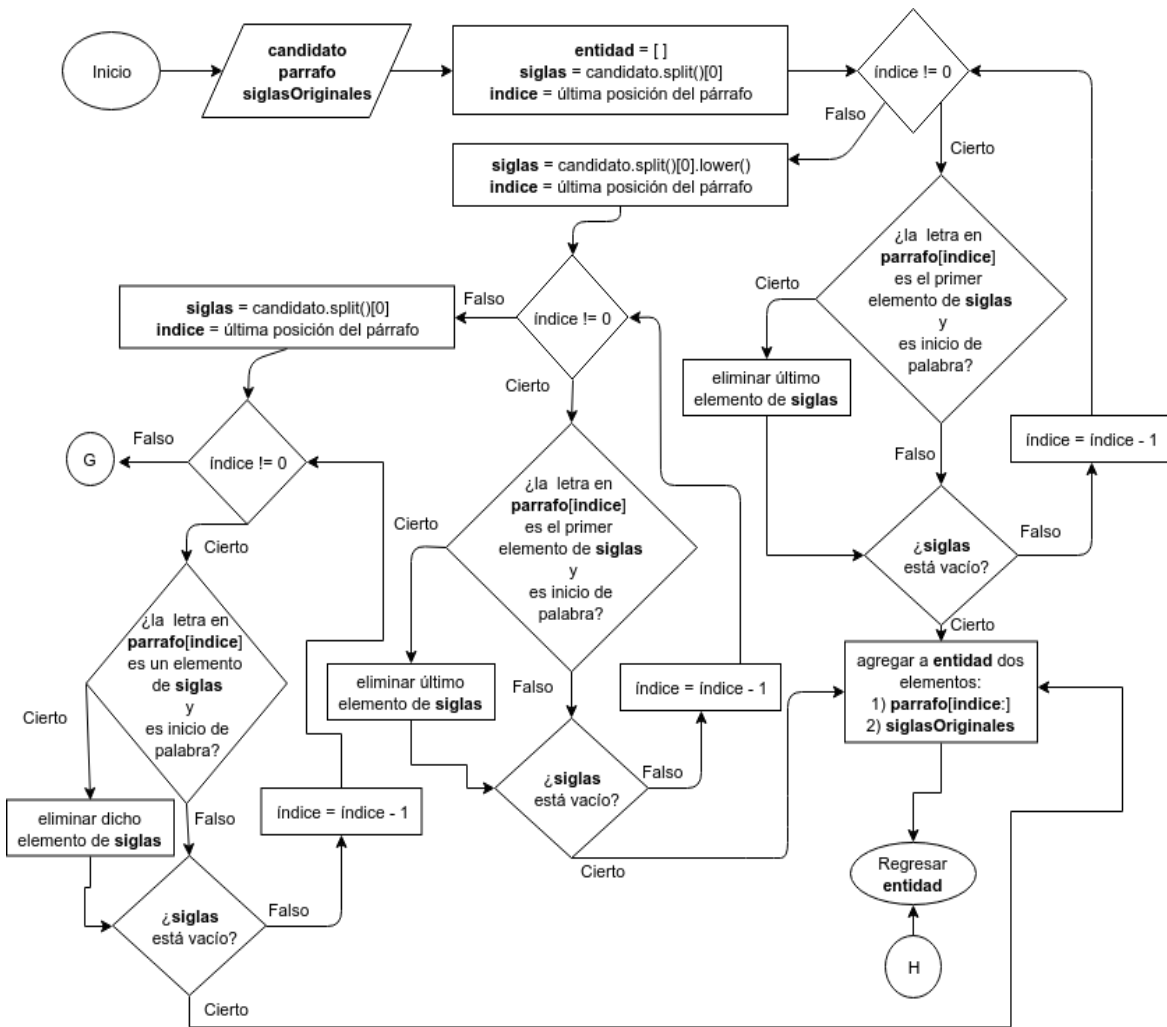 Inicio
candidato
parrafo
siglasOriginales
entidad = [ ]
siglas = candidato.split()[0]
indice = última posición del párrafo
índice != 0
Falso
Cierto
siglas = candidato.split()[0].lower()
indice = última posición del párrafo
¿la letra en
parrafo[indice]
es el primer
elemento de siglas
y
es inicio de
palabra?
Cierto
eliminar último
elemento de siglas
Falso
índice = índice - 1
¿siglas
está vacío?
Falso
Cierto
agregar a entidad dos
elementos:
1) parrafo[indice:]
2) siglasOriginales
Regresar
entidad
H
índice != 0
Falso
Cierto
siglas = candidato.split()[0]
indice = última posición del párrafo
¿la letra en
parrafo[indice]
es el primer
elemento de siglas
y
es inicio de
palabra?
Cierto
eliminar último
elemento de siglas
Falso
índice = índice - 1
¿siglas
está vacío?
Falso
Cierto
índice != 0
Falso
G
Cierto
¿la letra en
parrafo[indice]
es un elemento
de siglas
y
es inicio de
palabra?
Cierto
eliminar dicho
elemento de siglas
Falso
índice = índice - 1
¿siglas
está vacío?
Falso
Cierto